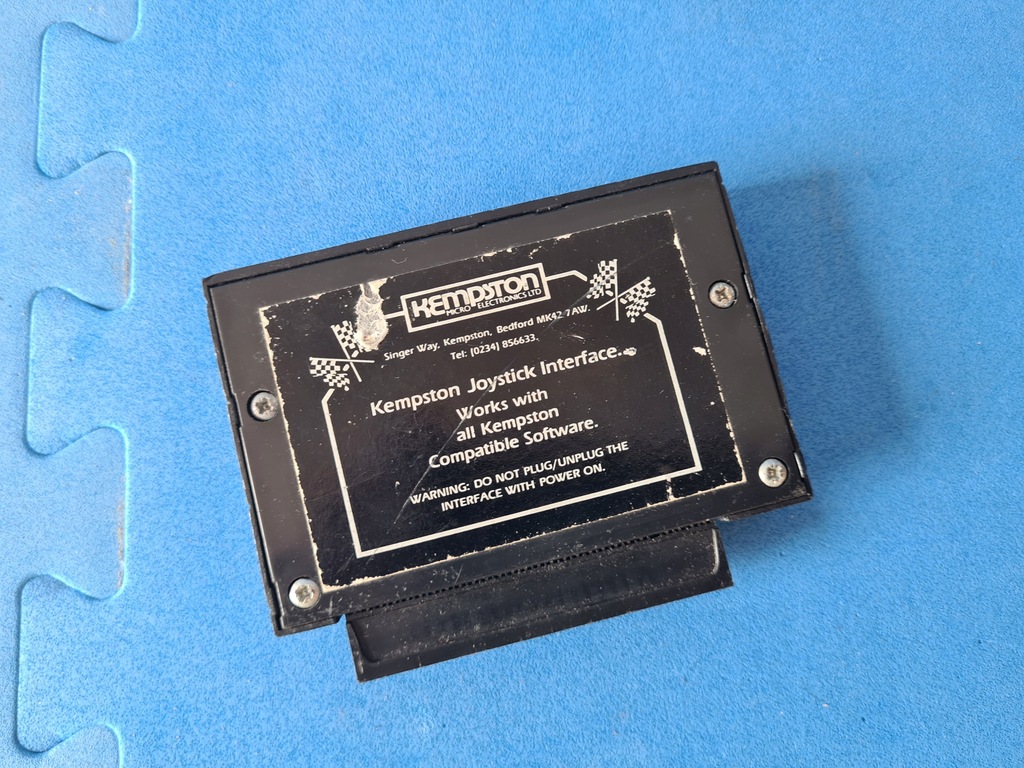 KEMPSTON
MICRO ELECTRONICS LTD
Singer Way, Kempston, Bedford MK42 7AW.
Tel: (0234) 856633.
Kempston Joystick Interface.
Works with
all Kempston
Compatible Software.
WARNING: DO NOT PLUG/UNPLUG THE
INTERFACE WITH POWER ON.